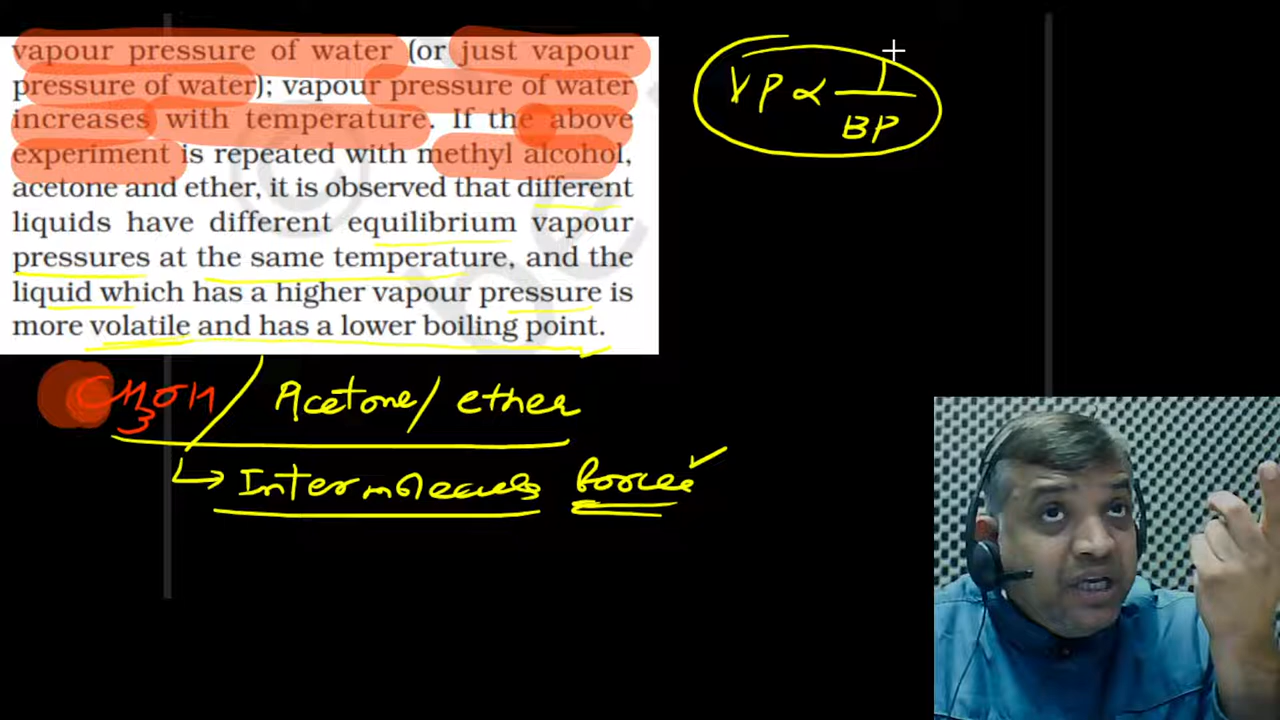 vapour pressure of water (or just vapour
pressure of water); vapour pressure of water
increases with temperature. If the above
experiment is repeated with methyl alcohol,
acetone and ether, it is observed that different
liquids have different equilibrium vapour
pressures at the same temperature, and the
liquid which has a higher vapour pressure is
more volatile and has a lower boiling point.
VP ∝ 1/BP
CH3OH / Acetone / ether
↳ Intermolecular forces ✓